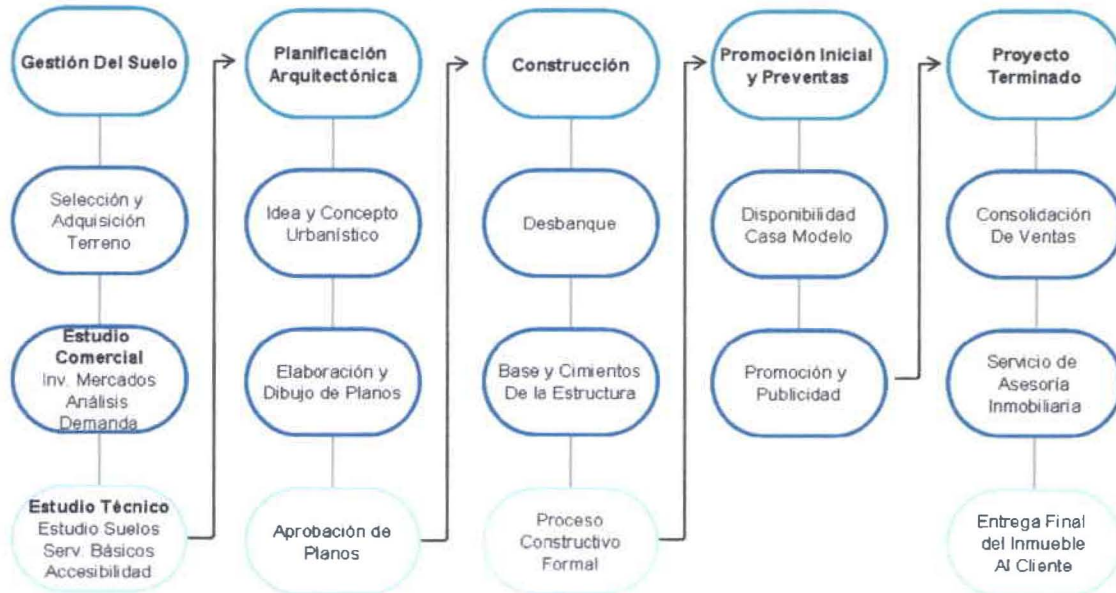 Gestión Del Suelo
Selección y
Adquisición
Terreno
Estudio
Comercial
Inv. Mercados
Análisis
Demanda
Estudio Técnico
Estudio Suelos
Serv. Básicos
Accesibilidad
Planificación
Arquitectónica
Idea y Concepto
Urbanístico
Elaboración y
Dibujo de Planos
Aprobación de
Planos
Construcción
Desbanque
Base y Cimientos
De la Estructura
Proceso
Constructivo
Formal
Promoción Inicial
y Preventas
Disponibilidad
Casa Modelo
Promoción y
Publicidad
Proyecto
Terminado
Consolidación
De Ventas
Servicio de
Asesoría
Inmobiliaria
Entrega Final
del Inmueble
Al Cliente